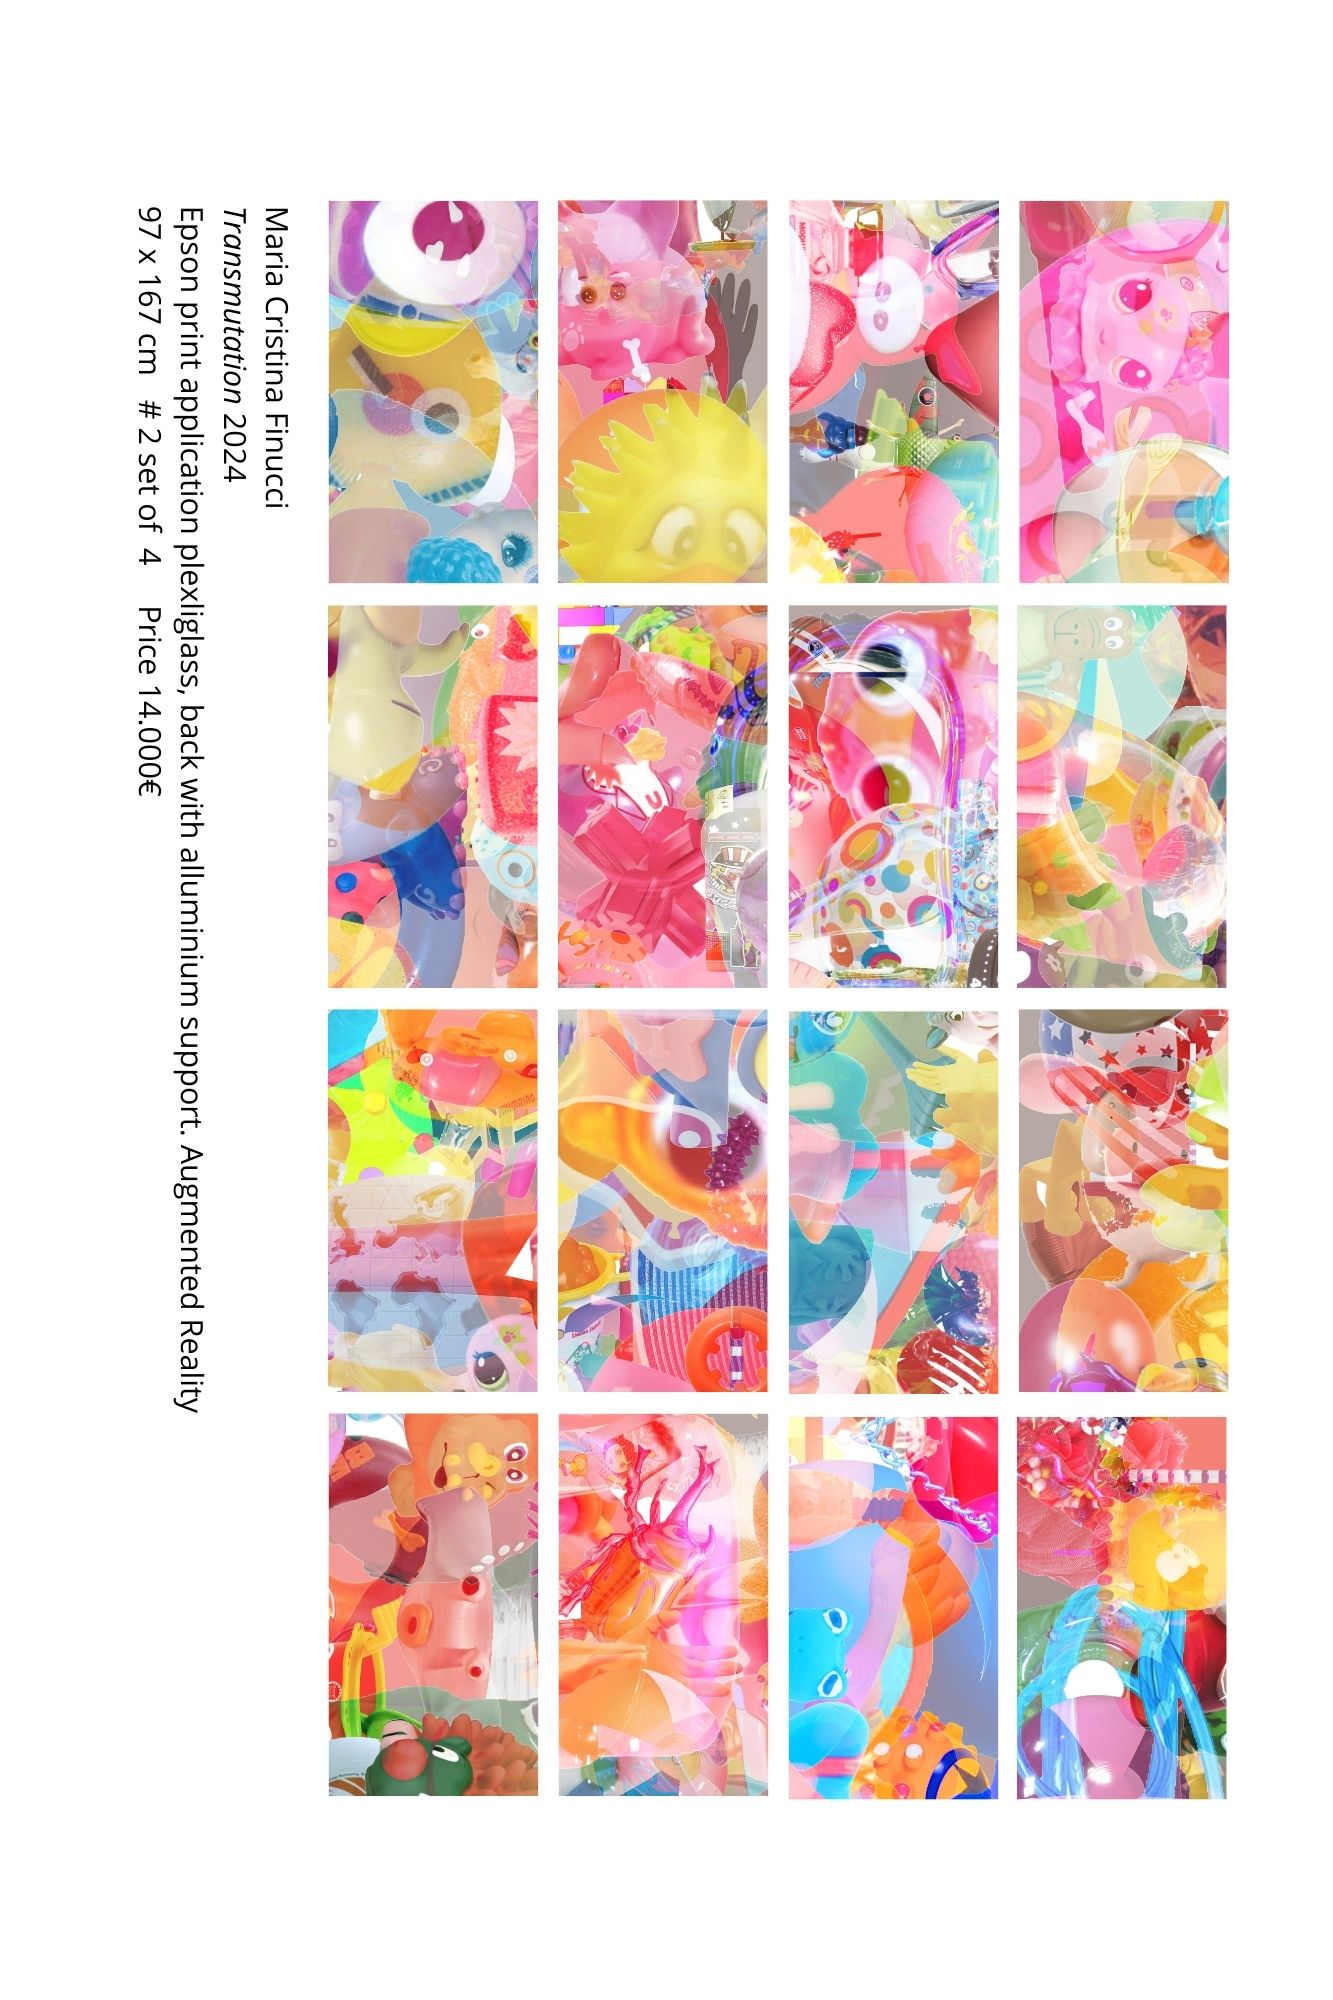 MODU
Maria Cristina Finucci
Transmutation 2024
Epson print application plexliglass, back with alluminium support. Augmented Reality
97 x 167 cm # 2 set of 4 Price 14.000€